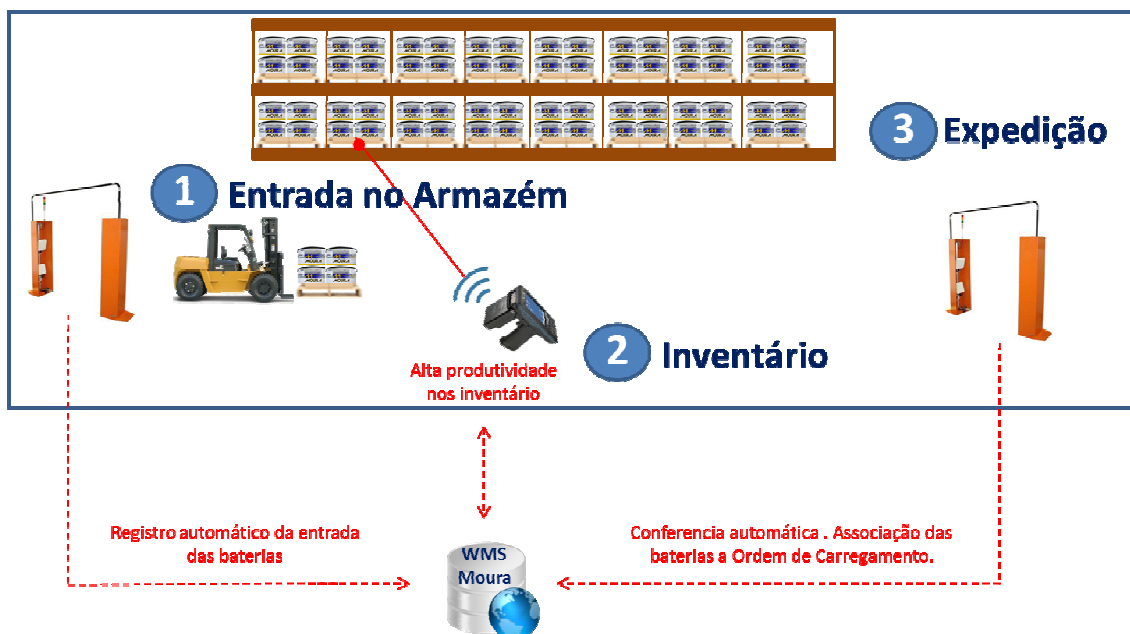 3 Expedição
1 Entrada no Armazém
2 Inventário
Alta produtividade
nos inventário
Registro automático da entrada
das baterias
Conferencia automática . Associação das
baterias a Ordem de Carregamento.
WMS
Moura